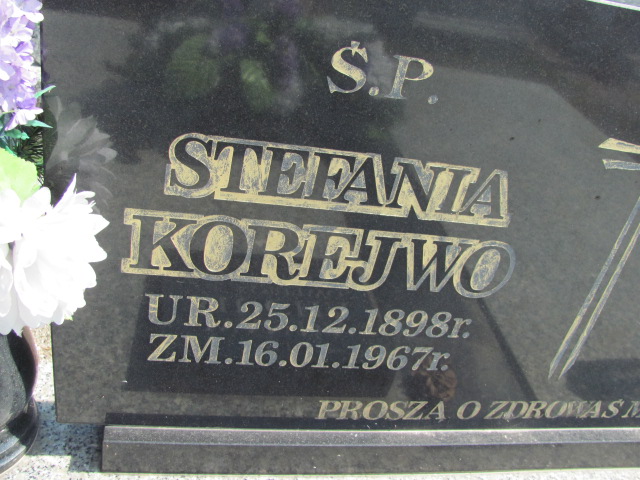 Ś.P.
STEFANIA
KOREJWO
UR.25.12.1898r.
ZM.16.01.1967r.
PROSZĄ O ZDROWAŚ M